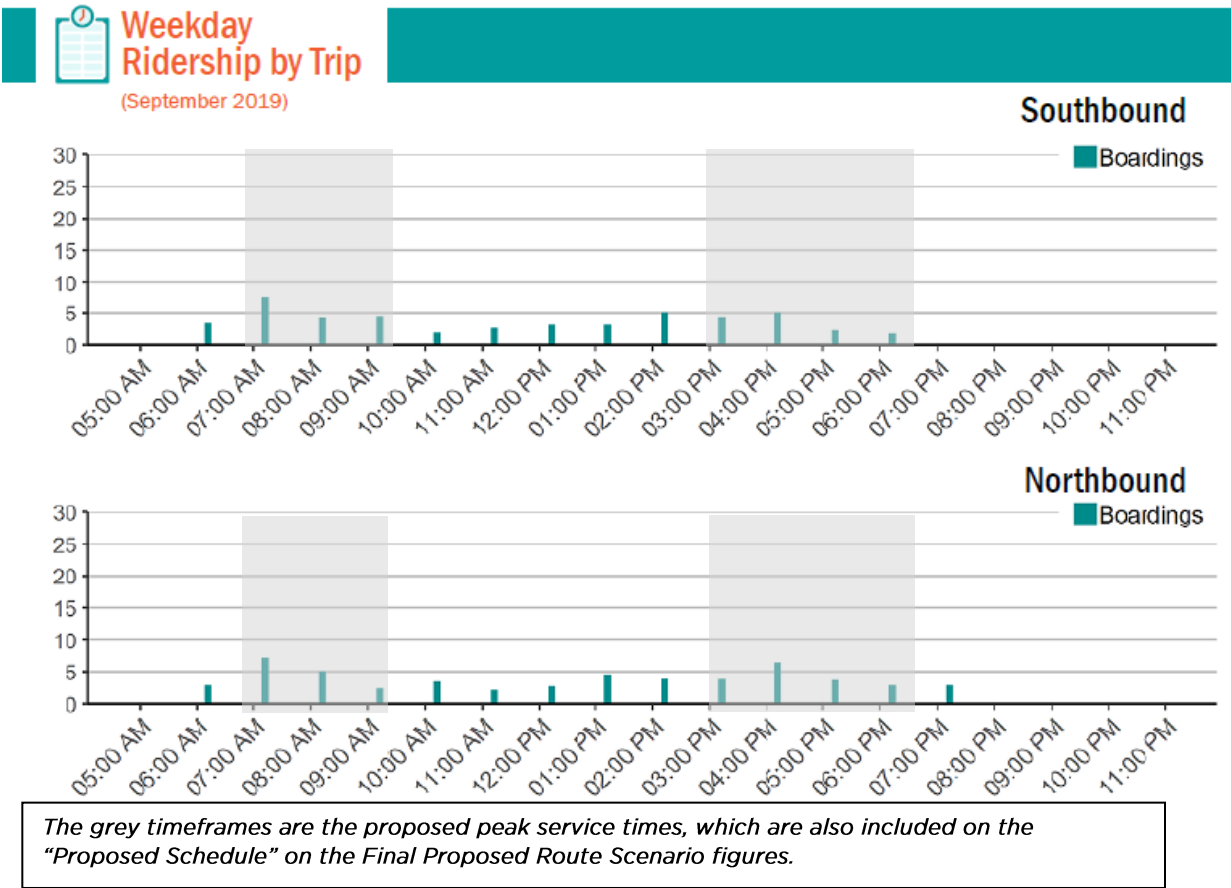 Weekday
Ridership by Trip
(September 2019)
Southbound
Boardings
30
25
20
15
10
5
0
05:00 AM
06:00 AM
07:00 AM
08:00 AM
09:00 AM
10:00 AM
11:00 AM
12:00 PM
01:00 PM
02:00 PM
03:00 PM
04:00 PM
05:00 PM
06:00 PM
07:00 PM
08:00 PM
09:00 PM
10:00 PM
11:00 PM
Northbound
Boardings
30
25
20
15
10
5
0
05:00 AM
06:00 AM
07:00 AM
08:00 AM
09:00 AM
10:00 AM
11:00 AM
12:00 PM
01:00 PM
02:00 PM
03:00 PM
04:00 PM
05:00 PM
06:00 PM
07:00 PM
08:00 PM
09:00 PM
10:00 PM
11:00 PM
The grey timeframes are the proposed peak service times, which are also included on the
“Proposed Schedule” on the Final Proposed Route Scenario figures.